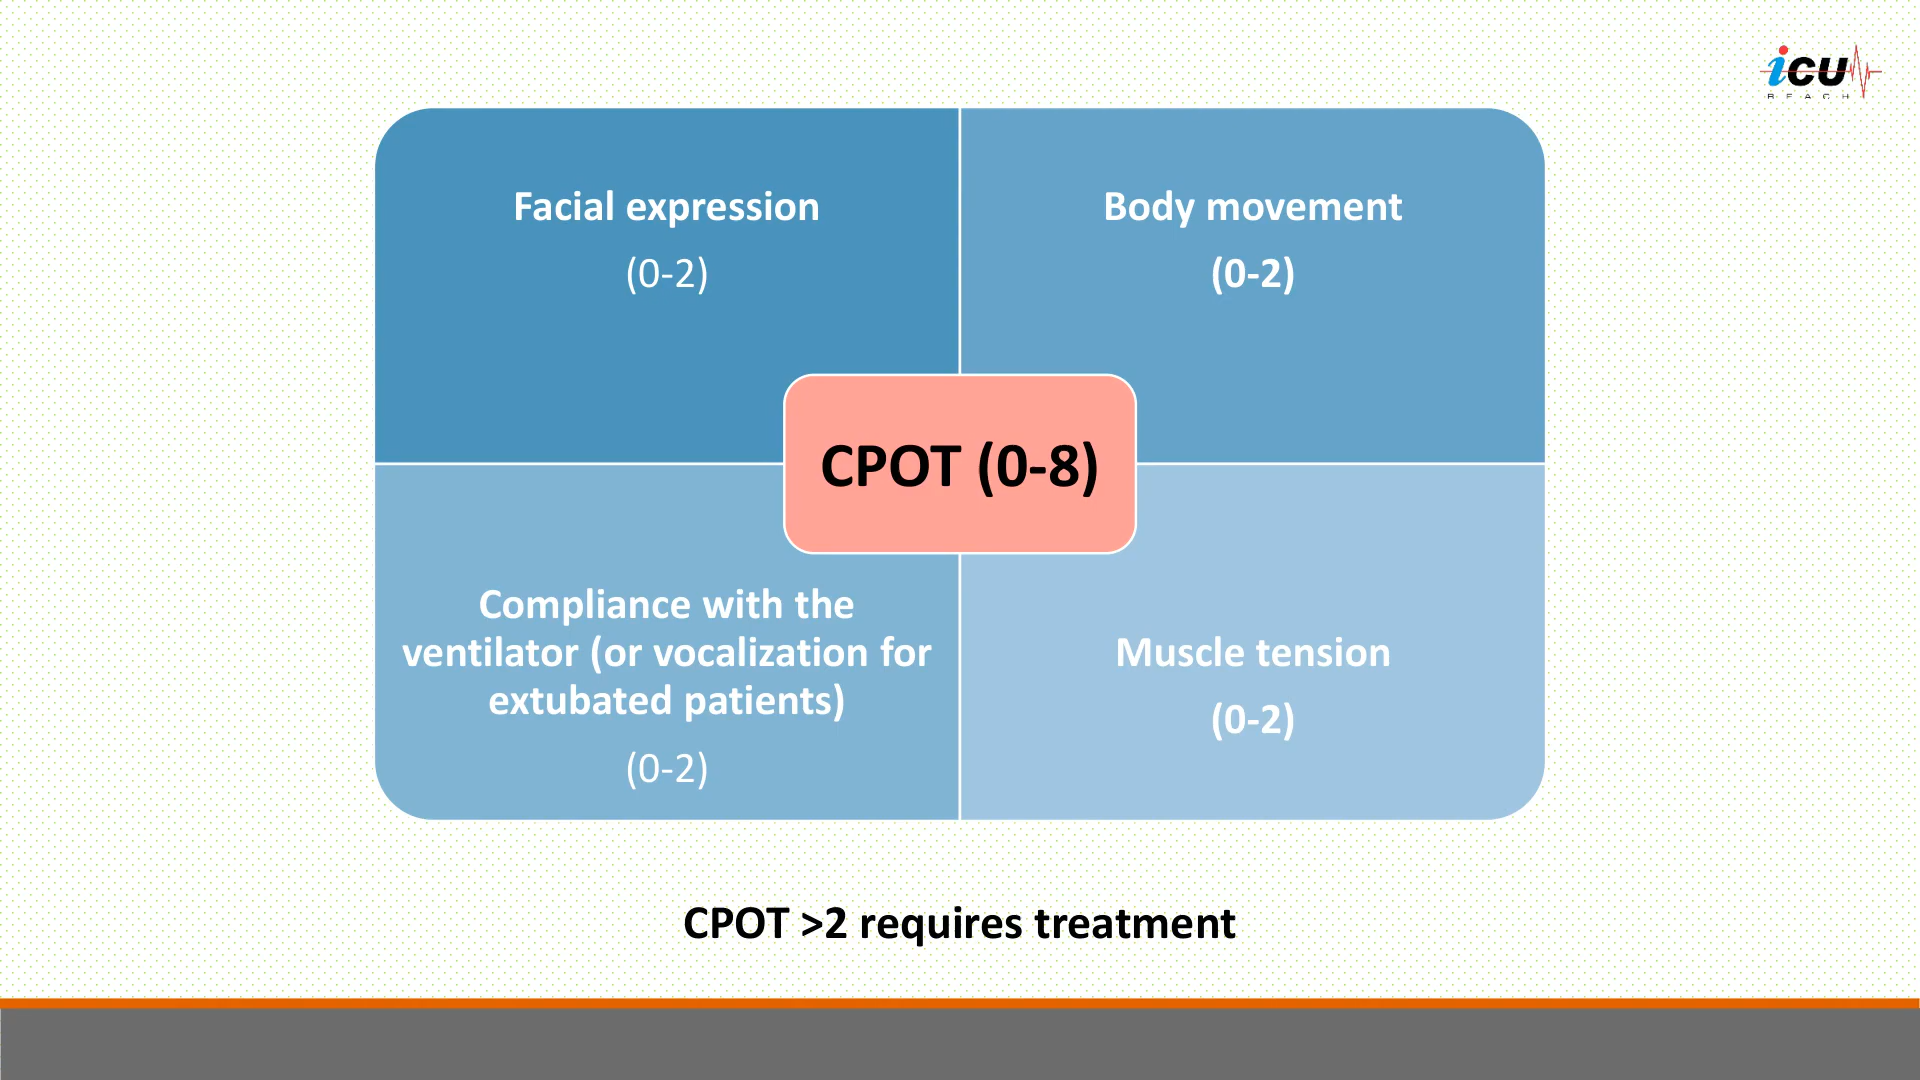 icu
BEACH
Facial expression
(0-2)
Body movement
(0-2)
CPOT (0-8)
Compliance with the
ventilator (or vocalization for
extubated patients)
(0-2)
Muscle tension
(0-2)
CPOT >2 requires treatment